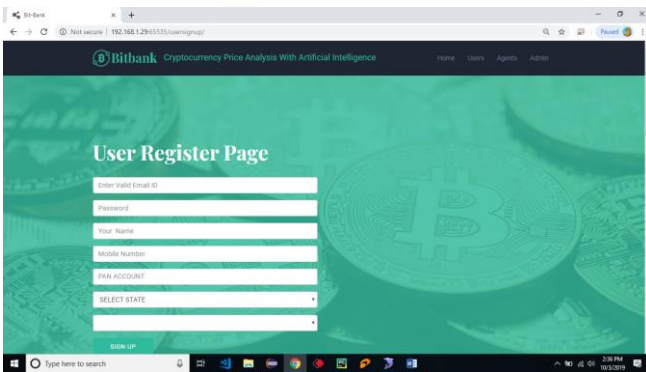 Bit-Bank
Not secure | 192.168.1.29:65535/usersignup/
Paused
Bitbank Cryptocurrency Price Analysis With Artificial Intelligence
Home Users Agents Admin
User Register Page
Enter Valid Email ID
Password
Your Name
Mobile Number
PAN ACCOUNT
SELECT STATE
SIGN UP
Type here to search
2:36 PM
10/3/2019